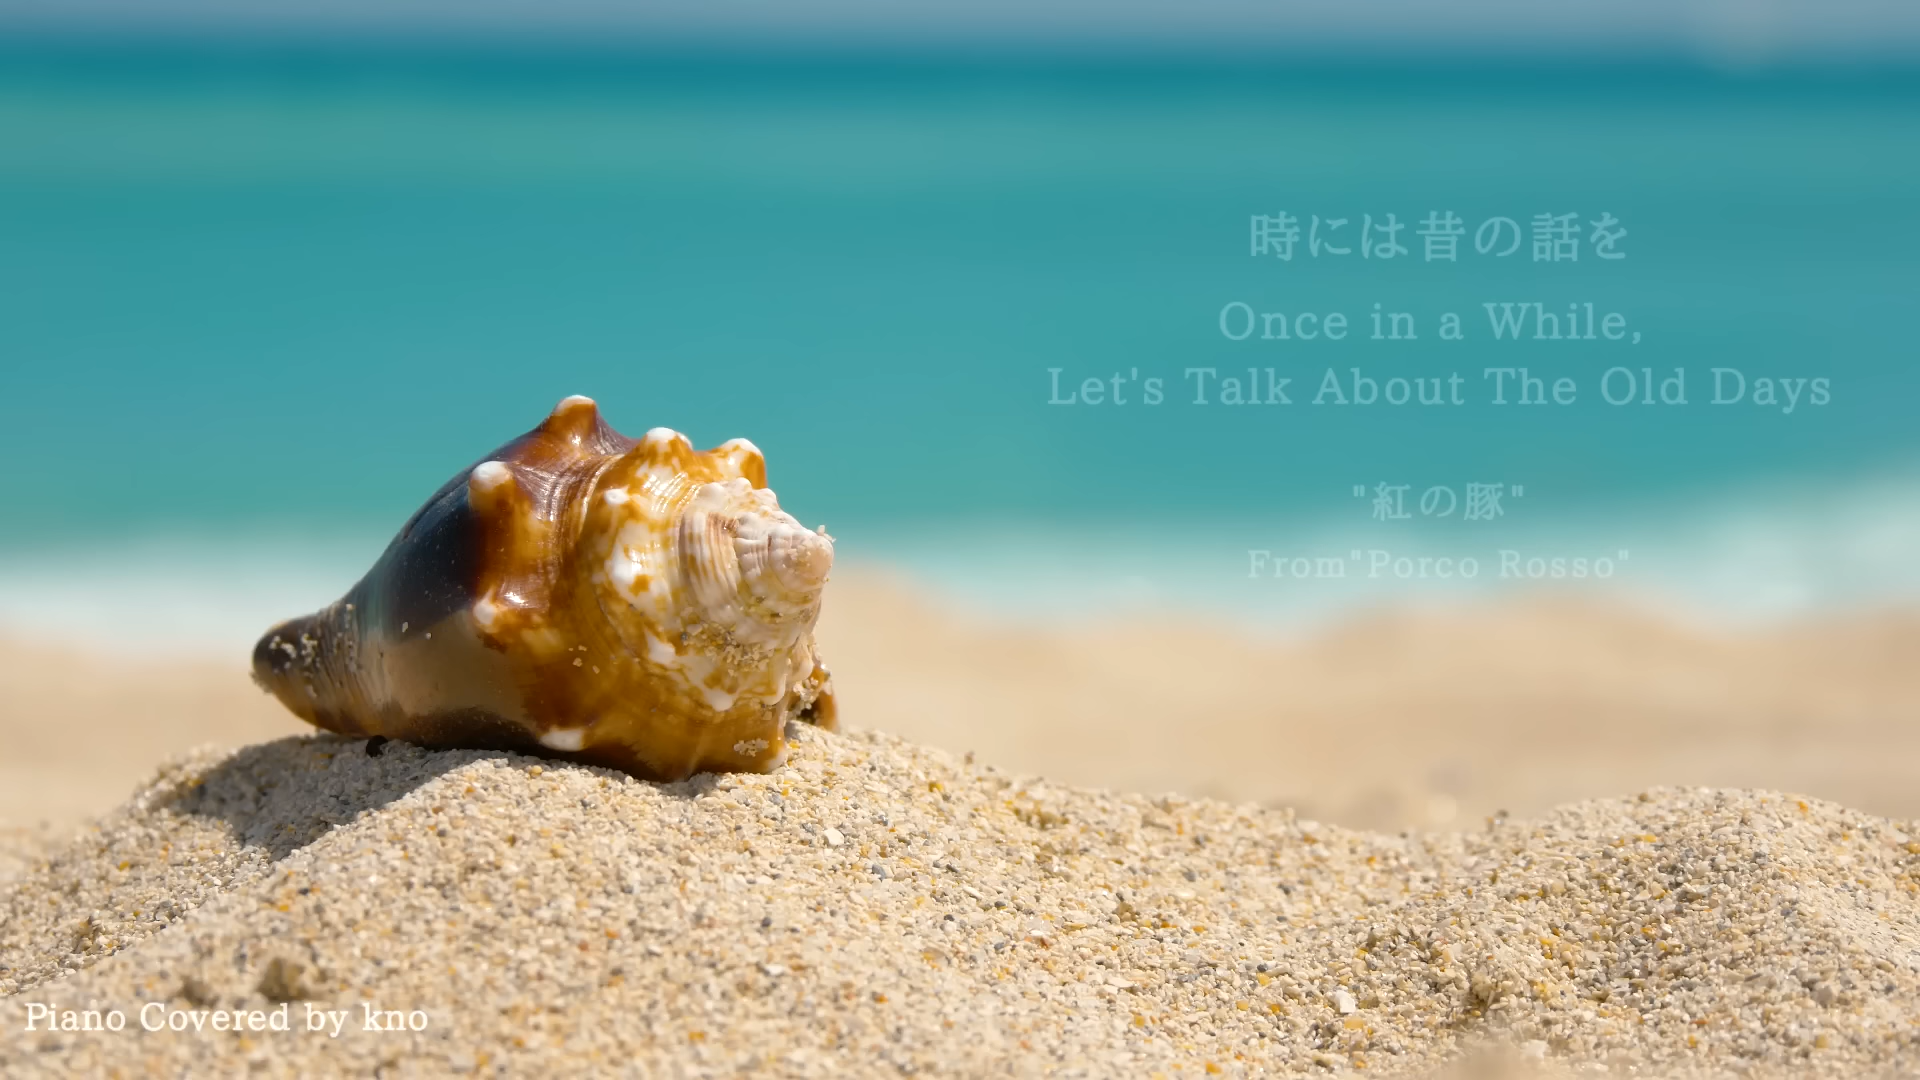 時には昔の話を
Once in a While,
Let's Talk About The Old Days
"紅の豚"
From"Porco Rosso"
Piano Covered by kno